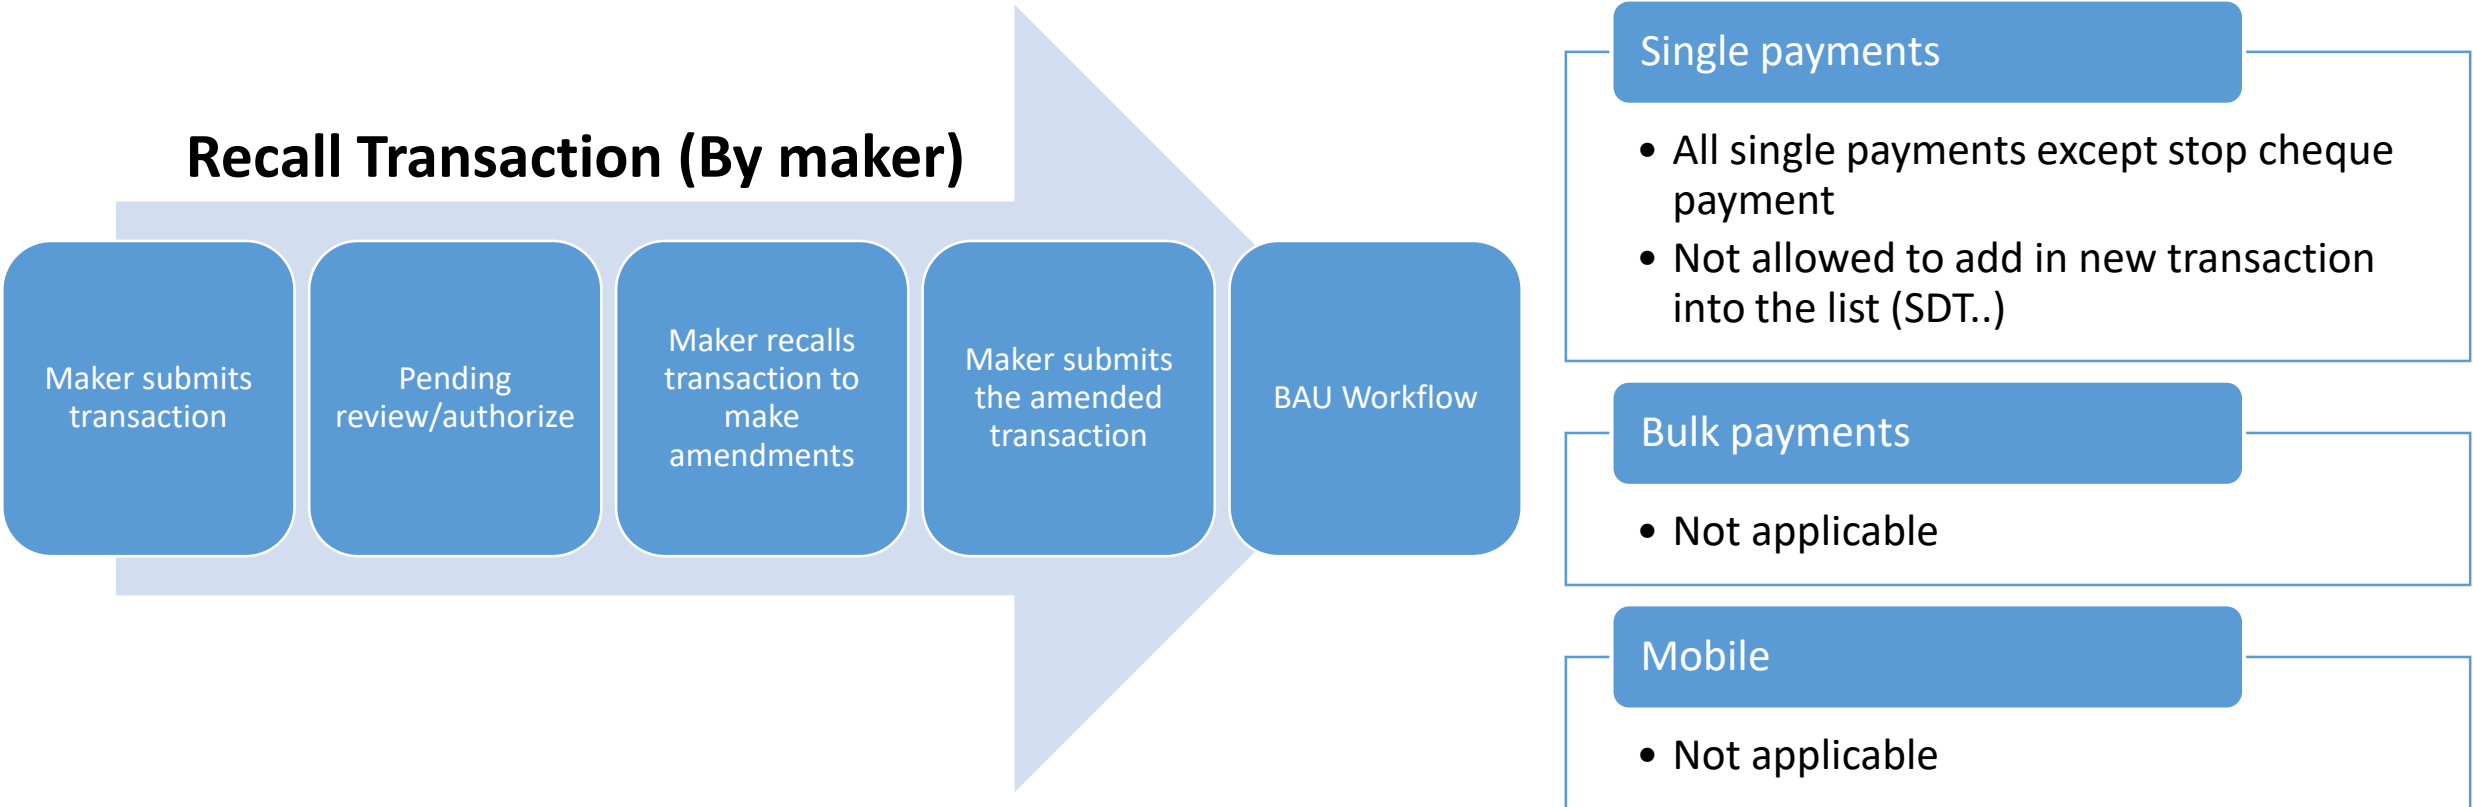 Recall Transaction (By maker)
Maker submits
transaction
Pending
review/authorize
Maker recalls
transaction to
make
amendments
Maker submits
the amended
transaction
BAU Workflow
Single payments
• All single payments except stop cheque
payment
• Not allowed to add in new transaction
into the list (SDT..)
Bulk payments
• Not applicable
Mobile
• Not applicable